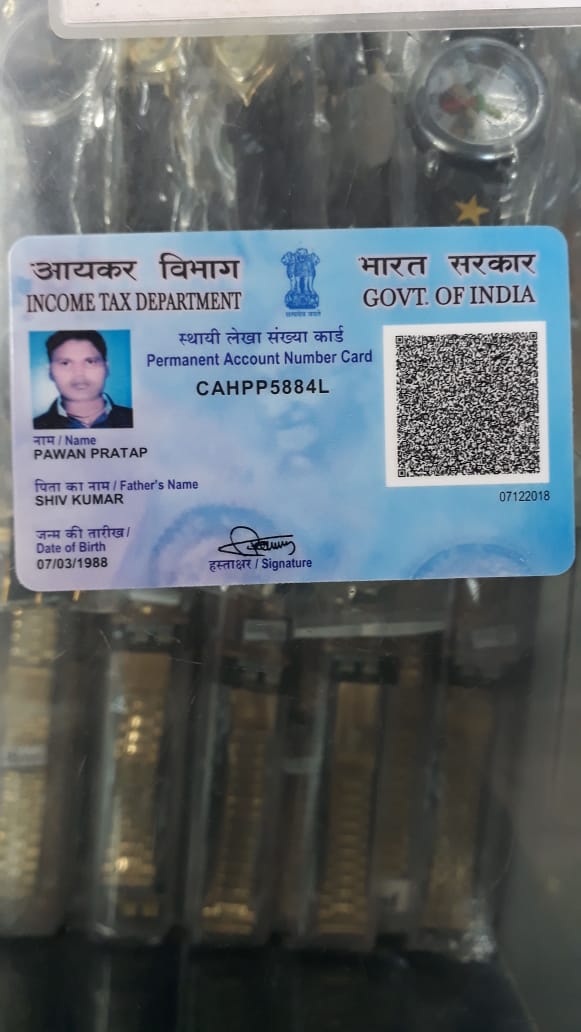 आयकर विभाग
INCOME TAX DEPARTMENT
सत्यमेव जयते
भारत सरकार
GOVT. OF INDIA
स्थायी लेखा संख्या कार्ड
Permanent Account Number Card
CAHPP5884L
नाम / Name
PAWAN PRATAP
पिता का नाम / Father's Name
SHIV KUMAR
07122018
जन्म की तारीख /
Date of Birth
07/03/1988
हस्ताक्षर / Signature